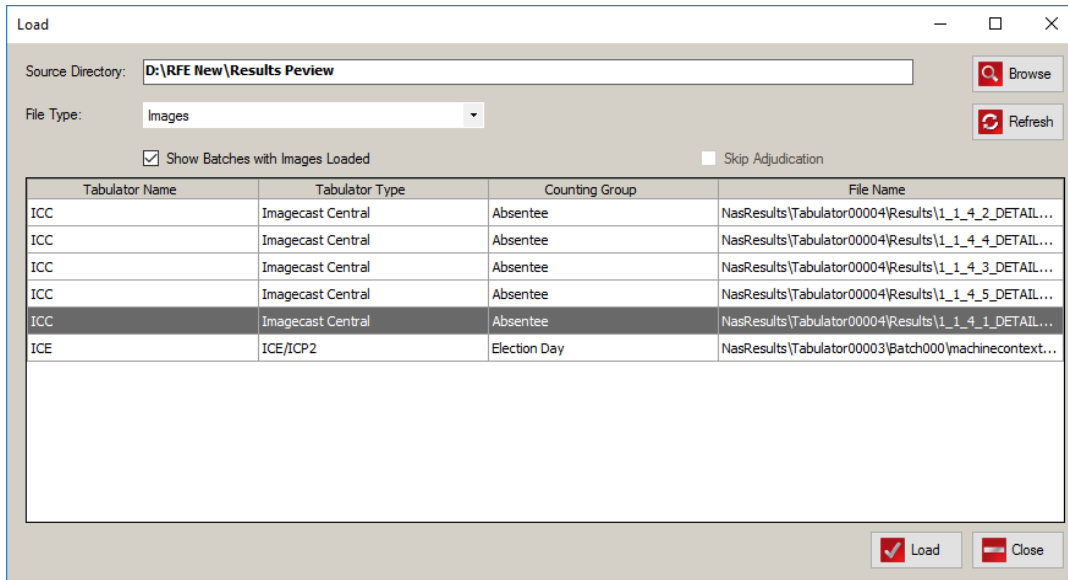 Load
Source Directory: D:\RFE New\Results Peview Browse
File Type: Images Refresh
Show Batches with Images Loaded Skip Adjudication
Tabulator Name Tabulator Type Counting Group File Name
ICC Imagecast Central Absentee NasResults\Tabulator00004\Results\1_1_4_2_DETAIL...
ICC Imagecast Central Absentee NasResults\Tabulator00004\Results\1_1_4_4_DETAIL...
ICC Imagecast Central Absentee NasResults\Tabulator00004\Results\1_1_4_3_DETAIL...
ICC Imagecast Central Absentee NasResults\Tabulator00004\Results\1_1_4_5_DETAIL...
ICC Imagecast Central Absentee NasResults\Tabulator00004\Results\1_1_4_1_DETAIL...
ICE ICE/ICP2 Election Day NasResults\Tabulator00003\Batch000\machinecontext...
Load Close